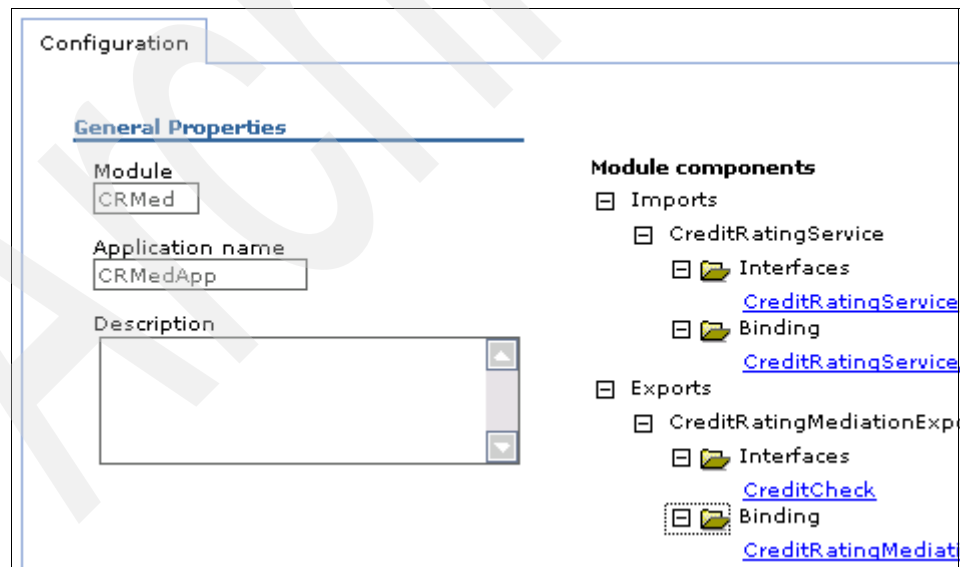 Configuration
General Properties
Module
CRMed
Application name
CRMedApp
Description
Module components
Imports
CreditRatingService
Interfaces
CreditRatingService
Binding
CreditRatingService
Exports
CreditRatingMediationExp
Interfaces
CreditCheck
Binding
CreditRatingMediati